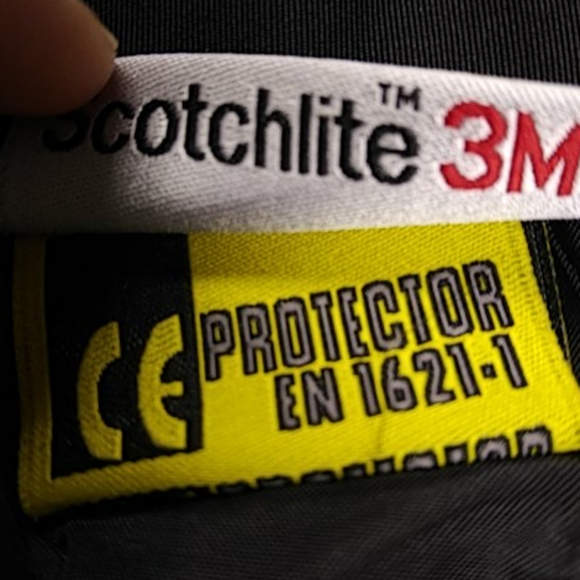 Scotchlite™ 3M
CE PROTECTOR
EN 1621-1